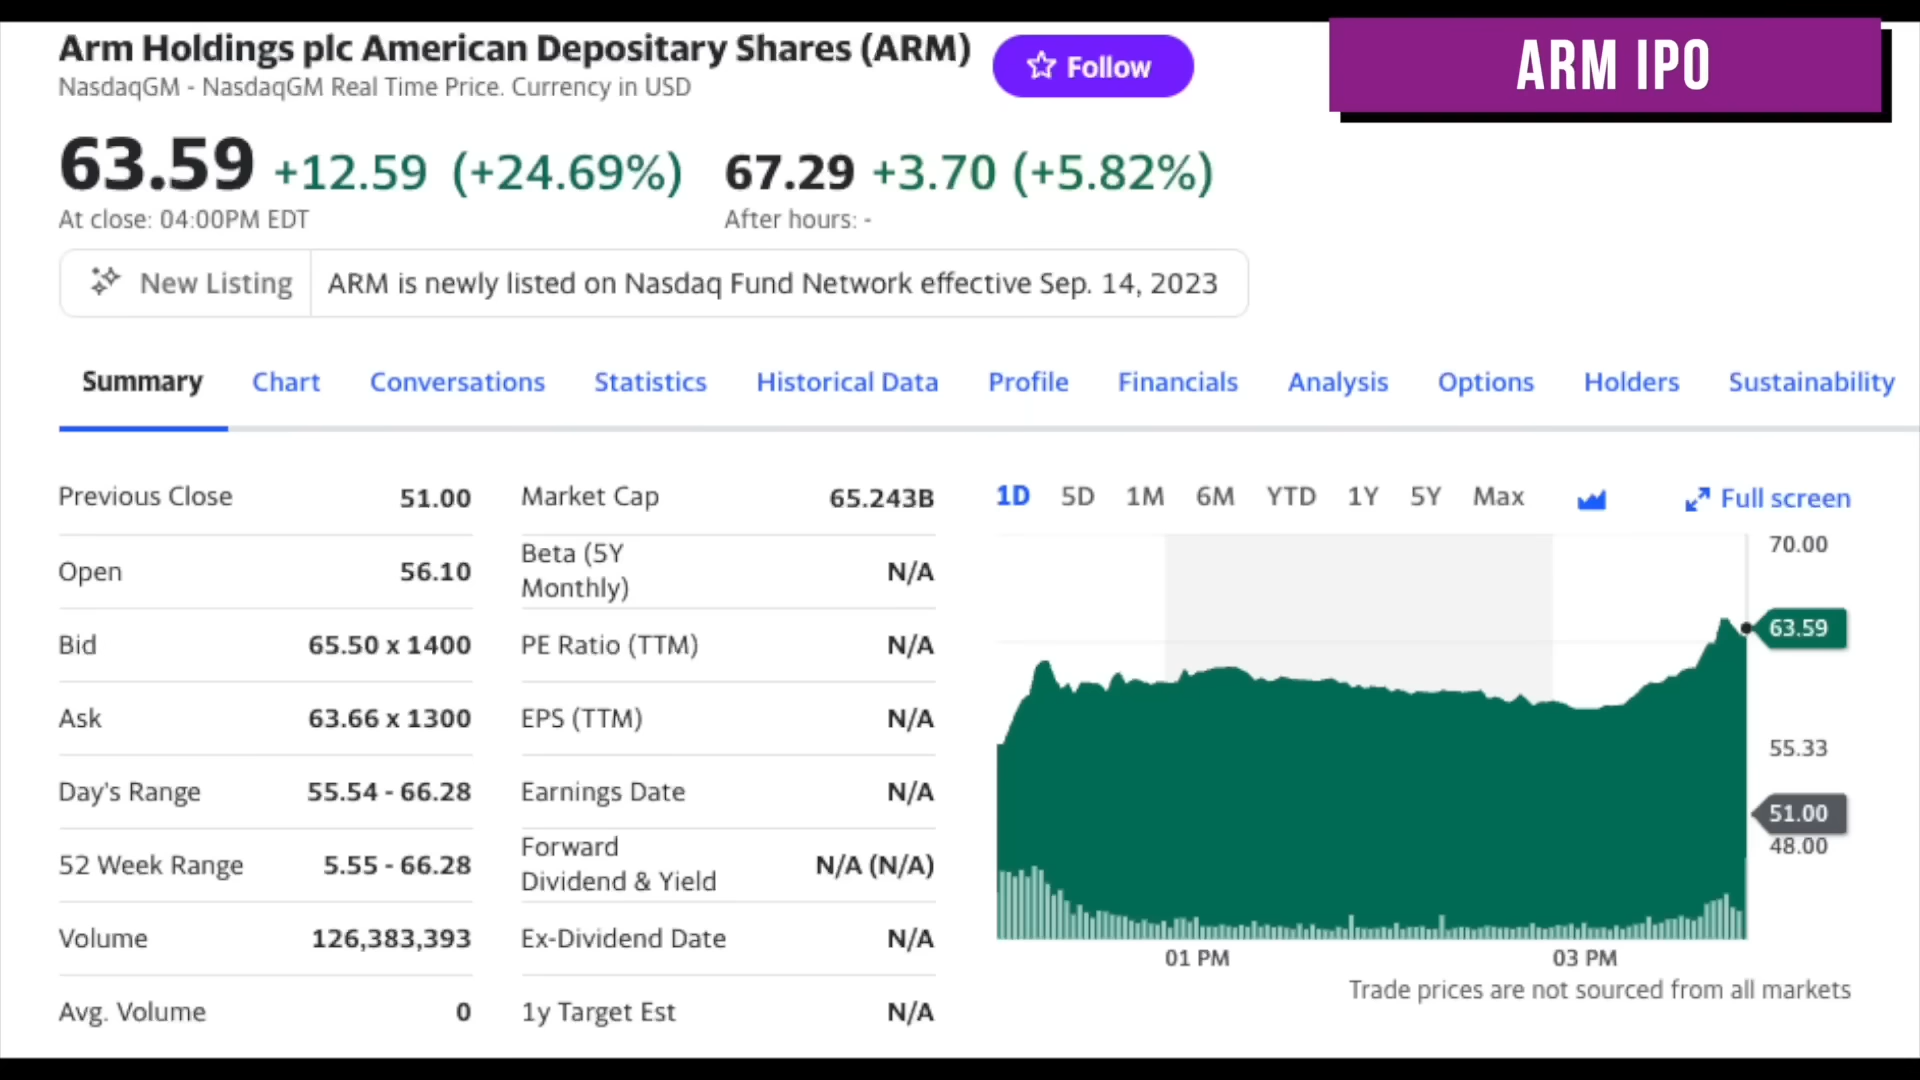 Arm Holdings plc American Depositary Shares (ARM)
Follow
ARM IPO
NasdaqGM - NasdaqGM Real Time Price. Currency in USD
63.59 +12.59 (+24.69%) 67.29 +3.70 (+5.82%)
At close: 04:00PM EDT After hours: -
New Listing ARM is newly listed on Nasdaq Fund Network effective Sep. 14, 2023
Summary Chart Conversations Statistics Historical Data Profile Financials Analysis Options Holders Sustainability
Previous Close 51.00
Open 56.10
Bid 65.50 x 1400
Ask 63.66 x 1300
Day's Range 55.54 - 66.28
52 Week Range 5.55 - 66.28
Volume 126,383,393
Avg. Volume 0
Market Cap 65.243B
Beta (5Y
Monthly) N/A
PE Ratio (TTM) N/A
EPS (TTM) N/A
Earnings Date N/A
Forward
Dividend & Yield N/A (N/A)
Ex-Dividend Date N/A
1y Target Est N/A
1D 5D 1M 6M YTD 1Y 5Y Max Full screen
70.00
63.59
55.33
51.00
48.00
01 PM 03 PM
Trade prices are not sourced from all markets